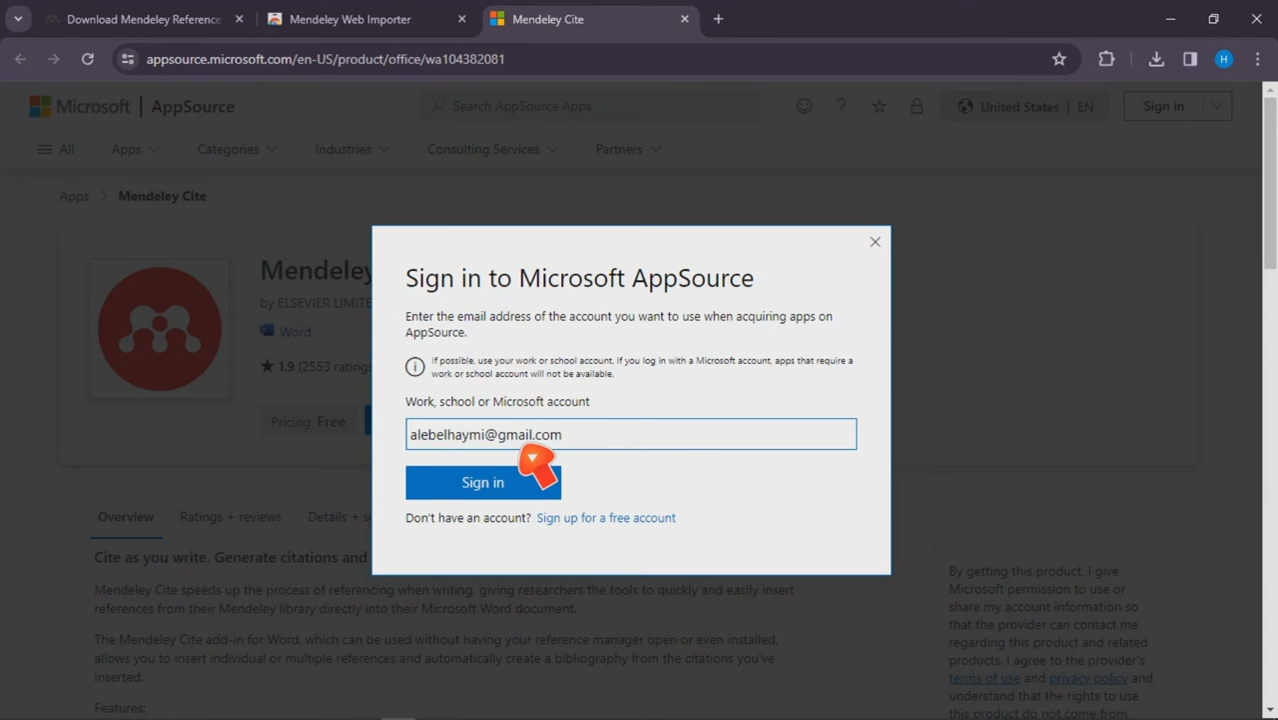 Download Mendeley Reference
Mendeley Web Importer
Mendeley Cite
appsource.microsoft.com/en-US/product/office/wa104382081
H
Microsoft | AppSource
Search AppSource Apps
United States | EN
Sign in
All
Apps
Categories
Industries
Consulting Services
Partners
Apps > Mendeley Cite
Mendeley
by ELSEVIER LIMITE
Word
1.9 (2553 ratings
Pricing Free
Sign in to Microsoft AppSource
Enter the email address of the account you want to use when acquiring apps on
AppSource.
If possible, use your work or school account. If you log in with a Microsoft account, apps that require a
work or school account will not be available.
Work, school or Microsoft account
alebelhaymi@gmail.com
Sign in
Don't have an account? Sign up for a free account
Overview
Ratings + reviews
Details + s
Cite as you write. Generate citations and
Mendeley Cite speeds up the process of referencing when writing, giving researchers the tools to quickly and easily insert
references from their Mendeley library directly into their Microsoft Word document.
The Mendeley Cite add-in for Word, which can be used without having your reference manager open or even installed,
allows you to insert individual or multiple references and automatically create a bibliography from the citations you've
inserted.
Features:
By getting this product, I give
Microsoft permission to use or
share my account information so
that the provider can contact me
regarding this product and related
products. I agree to the provider's
terms of use and privacy policy and
understand that the rights to use
this product do not come from